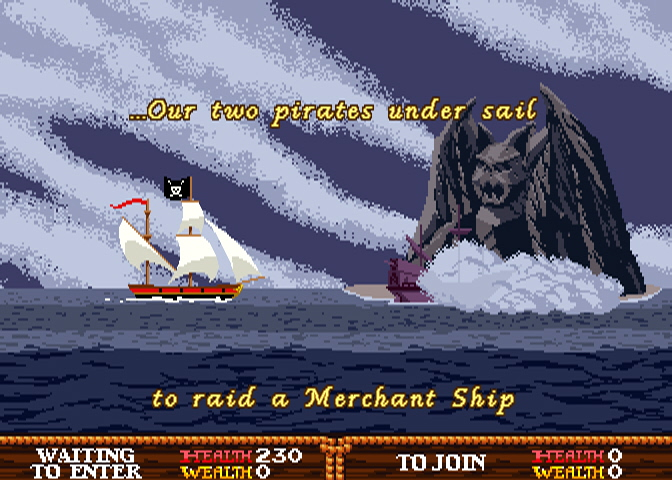 ...Our two pirates under sail
to raid a Merchant Ship
WAITING TO ENTER HEALTH 230 WEALTH 0
TO JOIN HEALTH 0 WEALTH 0